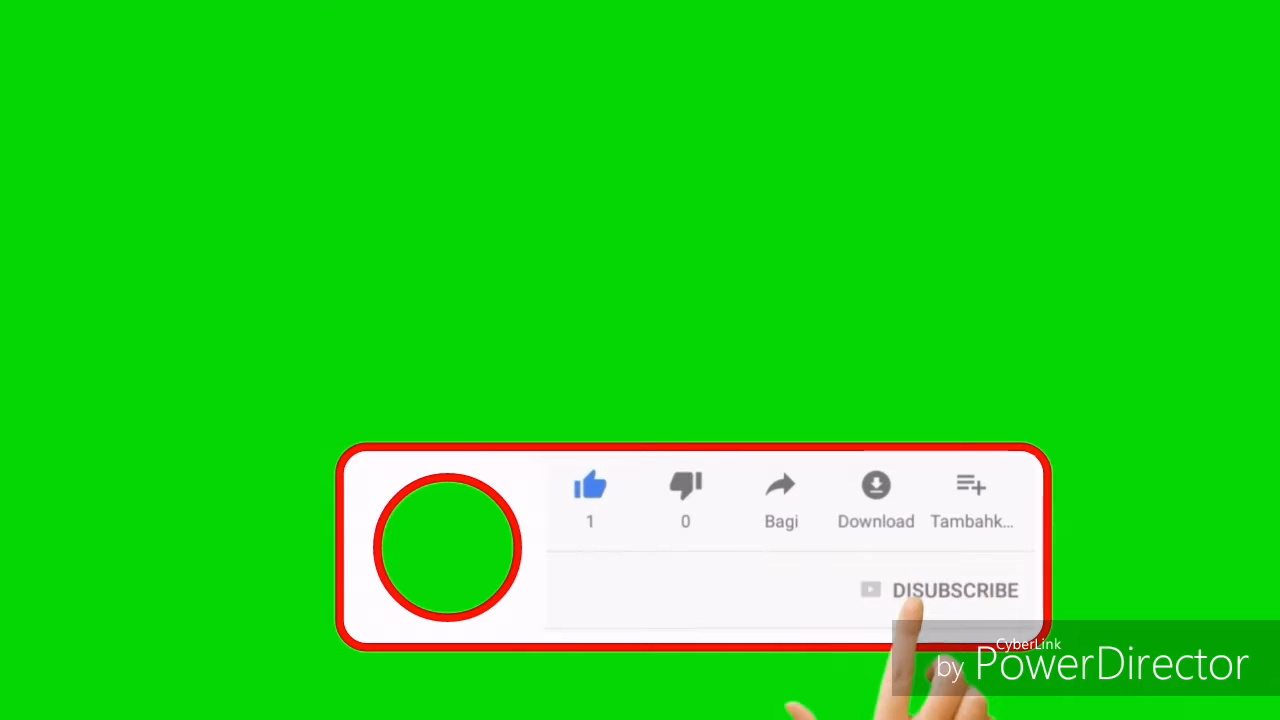 1
0
Bagi
Download
Tambahk...
DISUBSCRIBE
CyberLink
by PowerDirector